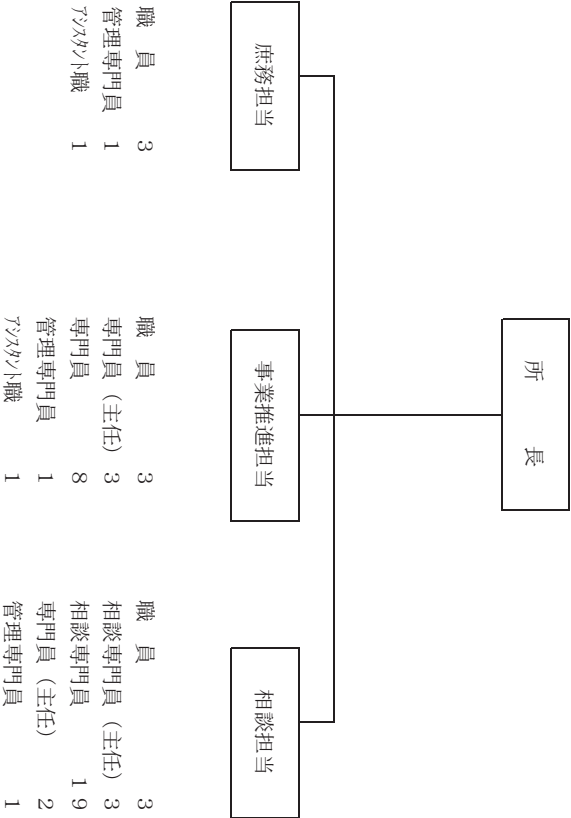 所　長
庶務担当
職　員　3
管理専門員　1
アシスタント職　1
事業推進担当
職　員　3
専門員（主任）　3
専門員　8
管理専門員　1
アシスタント職　1
相談担当
職　員　3
相談専門員（主任）　3
相談専門員　19
専門員（主任）　2
管理専門員　1